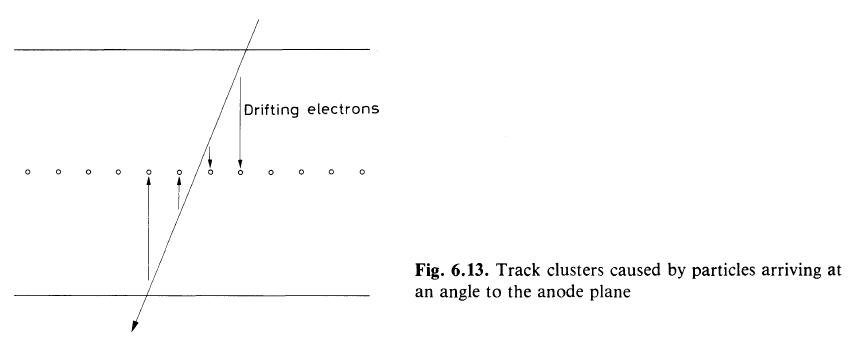 Drifting electrons
Fig. 6.13. Track clusters caused by particles arriving at
an angle to the anode plane